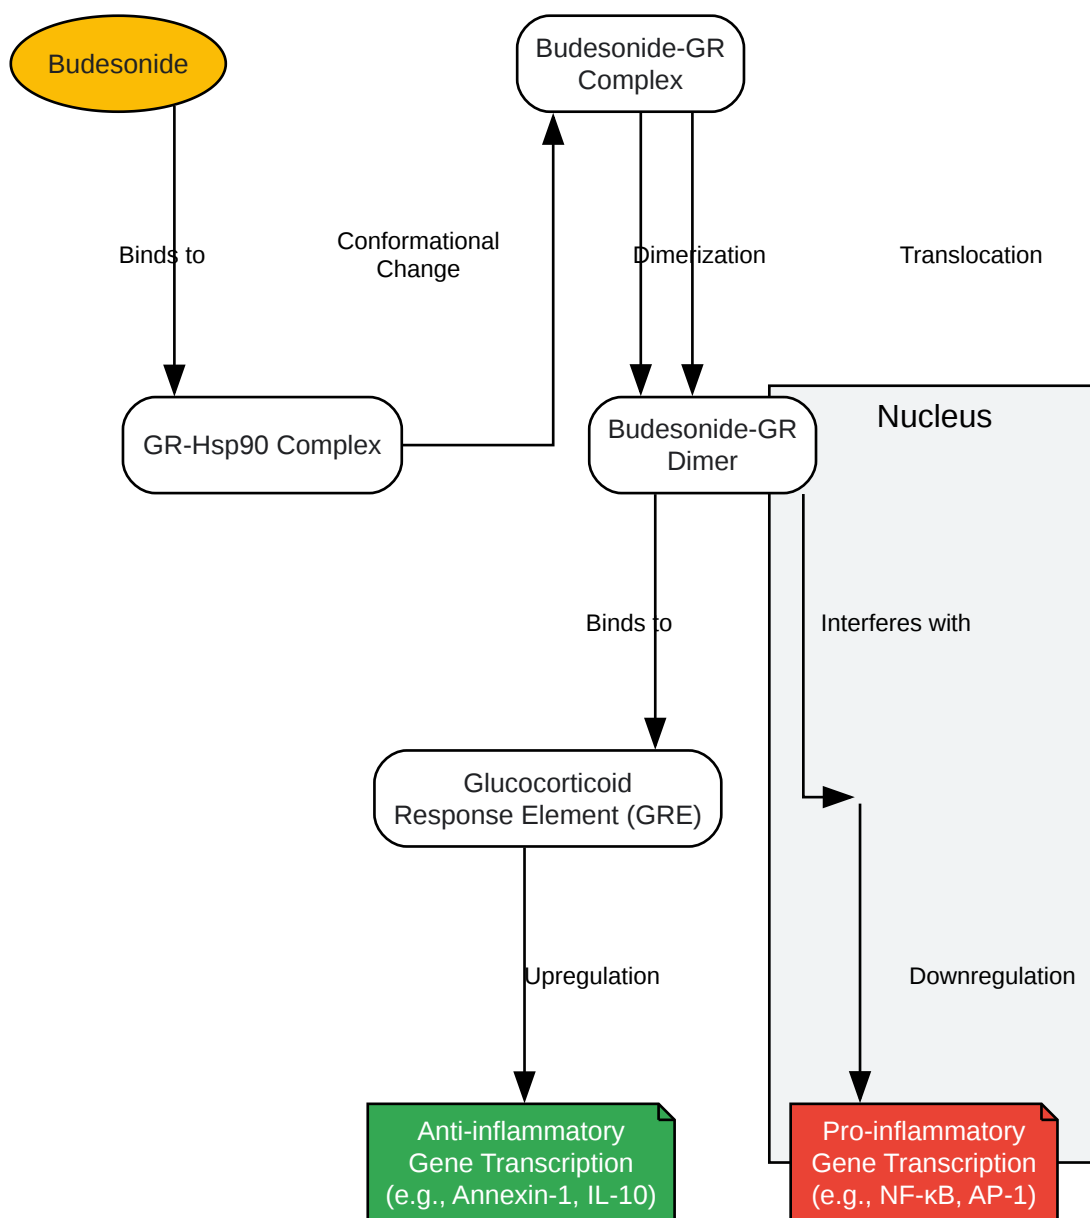 Budesonide
Budesonide-GR
Complex
Binds to
Conformational
Change
Dimerization
Translocation
GR-Hsp90 Complex
Budesonide-GR
Dimer
Nucleus
Binds to
Interferes with
Glucocorticoid
Response Element (GRE)
Upregulation
Downregulation
Anti-inflammatory
Gene Transcription
(e.g., Annexin-1, IL-10)
Pro-inflammatory
Gene Transcription
(e.g., NF-κB, AP-1)